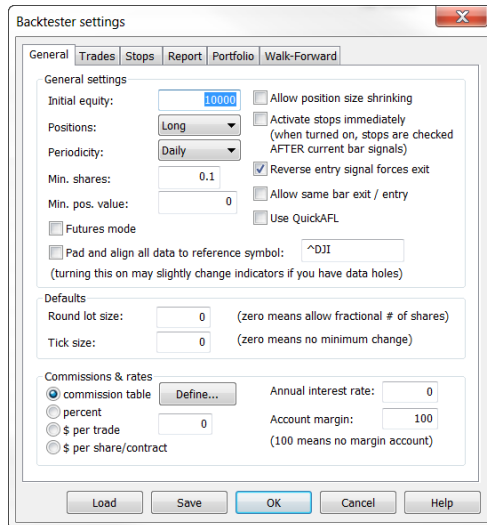 Backtester settings
General Trades Stops Report Portfolio Walk-Forward
General settings
Initial equity: 10000
Positions: Long
Periodicity: Daily
Min. shares: 0.1
Min. pos. value: 0
Futures mode
Allow position size shrinking
Activate stops immediately
(when turned on, stops are checked
AFTER current bar signals)
Reverse entry signal forces exit
Allow same bar exit / entry
Use QuickAFL
Pad and align all data to reference symbol: ^DJI
(turning this on may slightly change indicators if you have data holes)
Defaults
Round lot size: 0 (zero means allow fractional # of shares)
Tick size: 0 (zero means no minimum change)
Commissions & rates
commission table Define...
percent
$ per trade 0
$ per share/contract
Annual interest rate: 0
Account margin: 100
(100 means no margin account)
Load Save OK Cancel Help